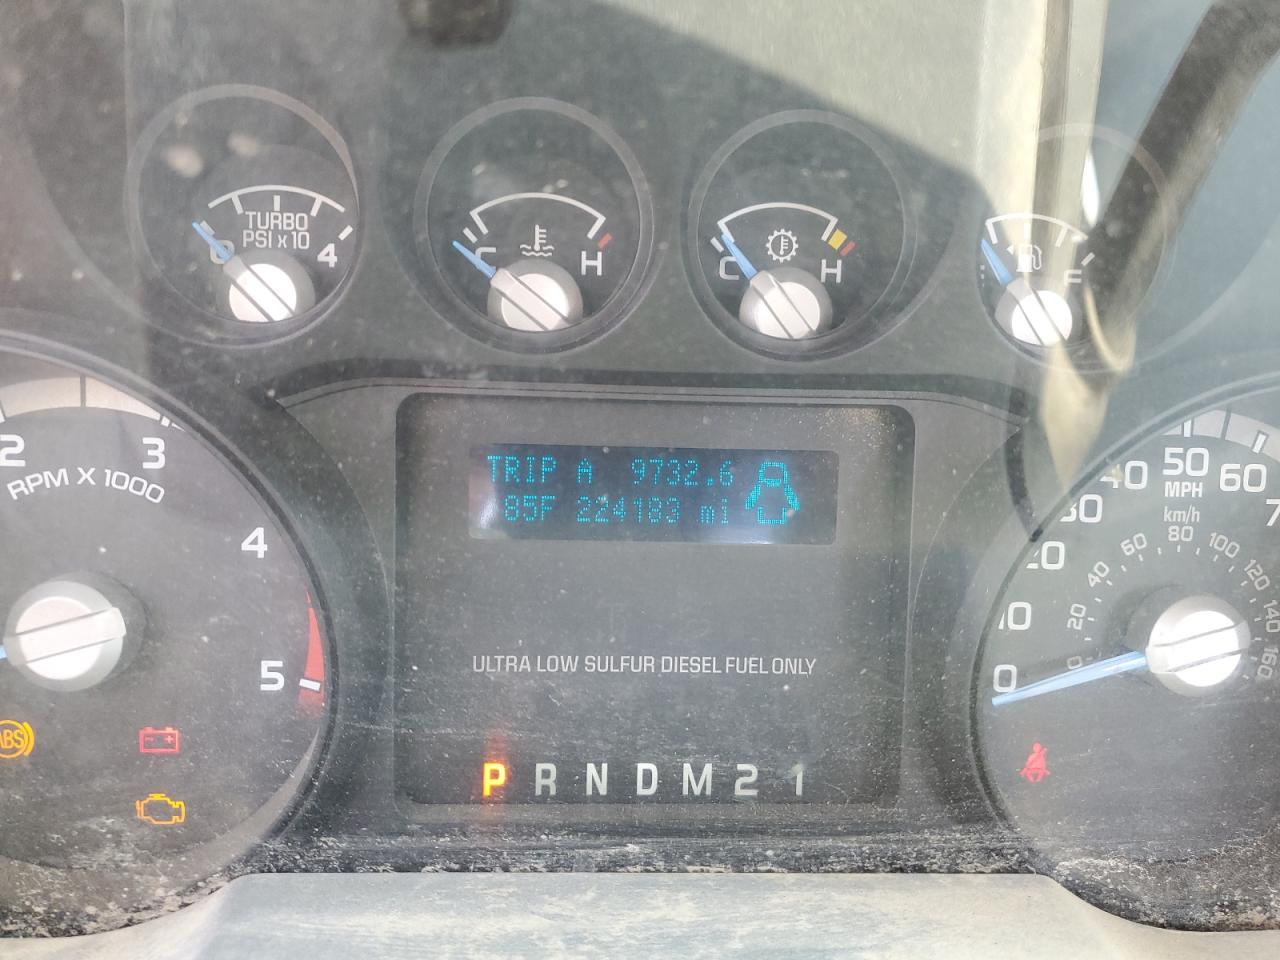 TURBO
PSI x 10
0 4
C H
C H
F
TRIP A 9732.6
85F 224183 mi
2 3 4 5
RPM X 1000
ULTRA LOW SULFUR DIESEL FUEL ONLY
P R N D M 2 1
ABS
0 10 20 30 40 50 60 7
MPH
km/h
0 20 40 60 80 100 120 140 160